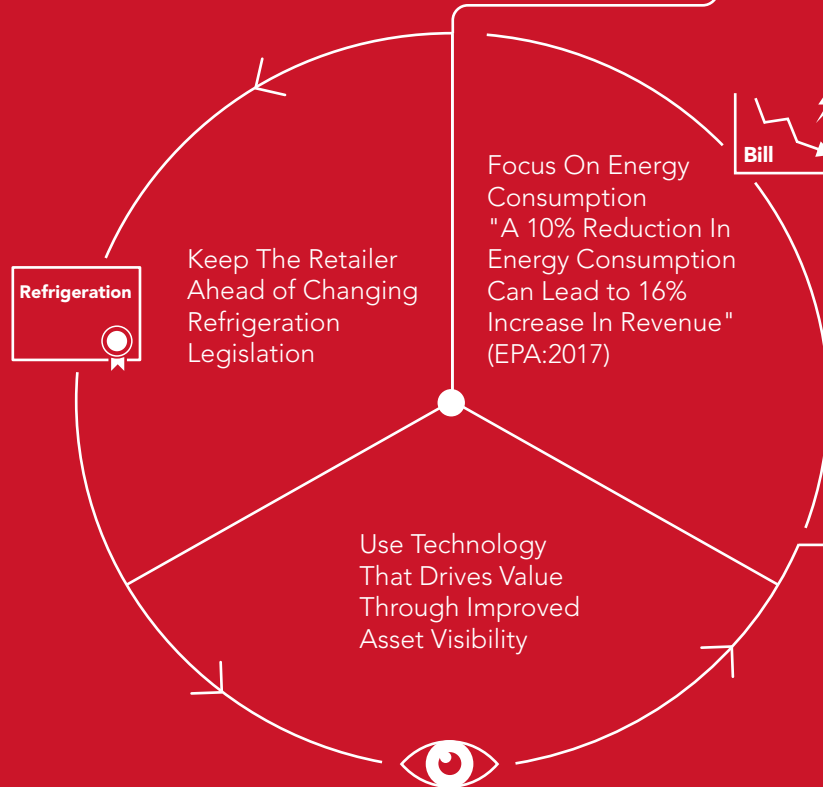 Bill
Focus On Energy
Consumption
"A 10% Reduction In
Energy Consumption
Can Lead to 16%
Increase In Revenue"
(EPA:2017)
Refrigeration
Keep The Retailer
Ahead of Changing
Refrigeration
Legislation
Use Technology
That Drives Value
Through Improved
Asset Visibility